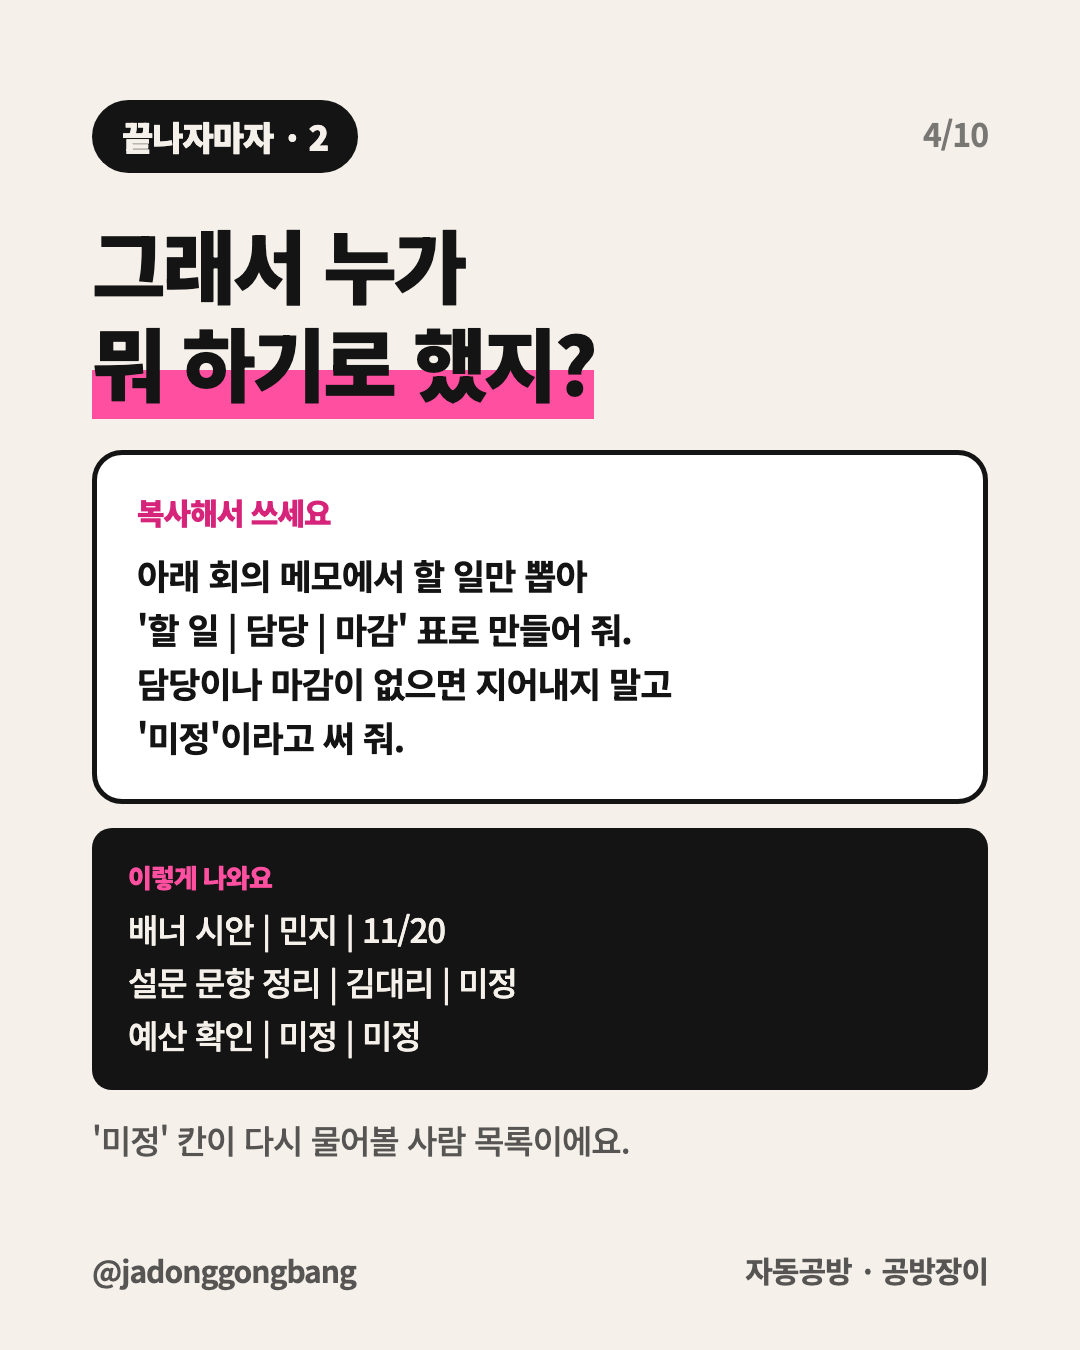 끝나자마자 · 2
4/10
그래서 누가
뭐 하기로 했지?
복사해서 쓰세요
아래 회의 메모에서 할 일만 뽑아
'할 일 | 담당 | 마감' 표로 만들어 줘.
담당이나 마감이 없으면 지어내지 말고
'미정'이라고 써 줘.
이렇게 나와요
배너 시안 | 민지 | 11/20
설문 문항 정리 | 김대리 | 미정
예산 확인 | 미정 | 미정
'미정' 칸이 다시 물어볼 사람 목록이에요.
@jadonggongbang
자동공방 · 공방장이